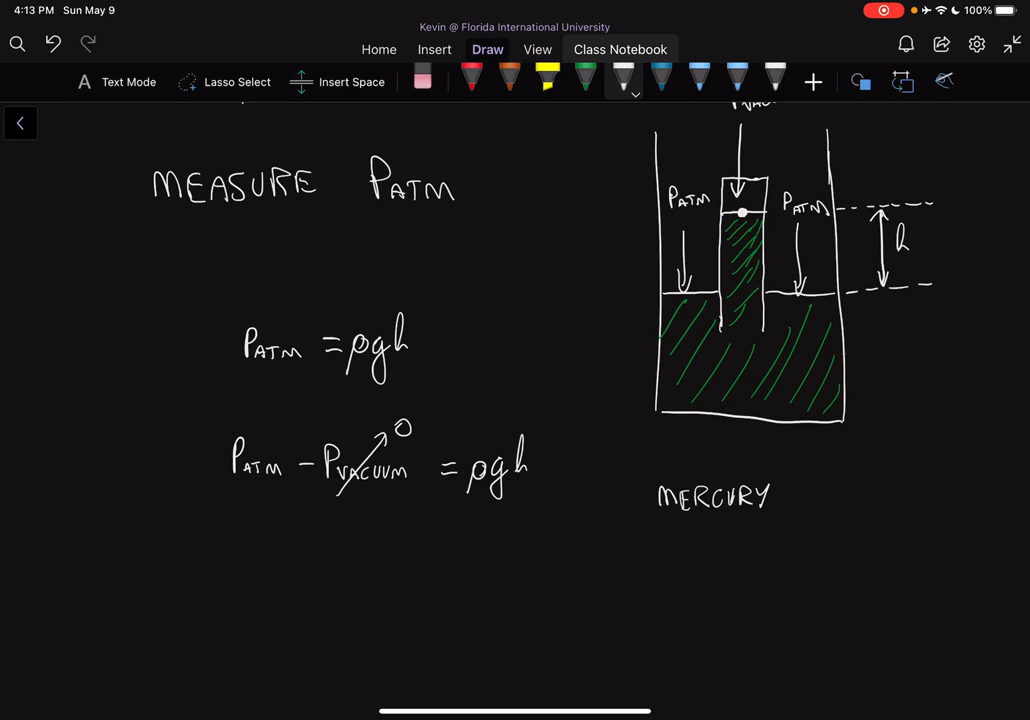 4:13 PM Sun May 9
100%
Kevin @ Florida International University
Home Insert Draw View Class Notebook
A Text Mode Lasso Select Insert Space
MEASURE PATM
PATM PATM
h
PATM = ρgh
PATM - PVACUUM 0 = ρgh
MERCURY